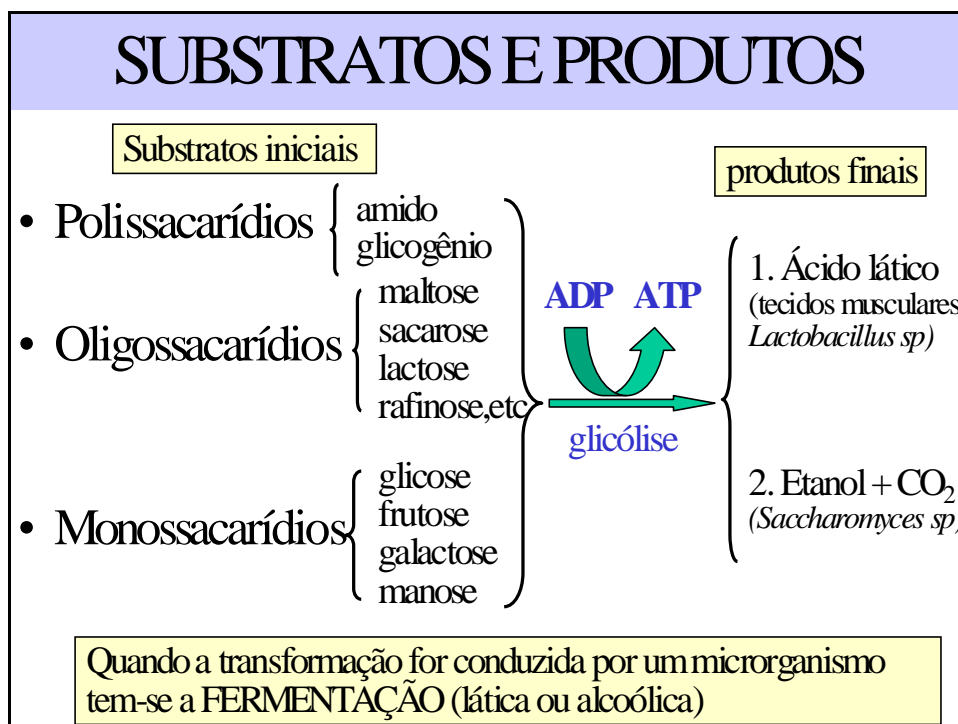 SUBSTRATOS E PRODUTOS
Substratos iniciais
produtos finais
• Polissacarídios
amido
glicogênio
• Oligossacarídios
maltose
sacarose
lactose
rafinose,etc
• Monossacarídios
glicose
frutose
galactose
manose
ADP ATP
glicólise
1. Ácido lático
(tecidos musculares
Lactobacillus sp)
2. Etanol + CO₂
(Saccharomyces sp)
Quando a transformação for conduzida por um microrganismo
tem-se a FERMENTAÇÃO (lática ou alcoólica)